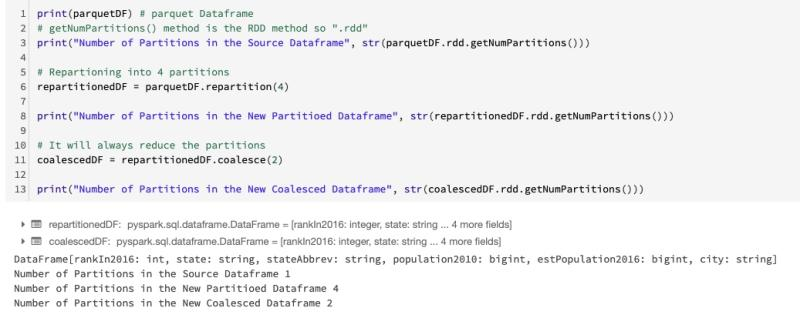 1 print(parquetDF) # parquet Dataframe
2 # getNumPartitions() method is the RDD method so ".rdd"
3 print("Number of Partitions in the Source Dataframe", str(parquetDF.rdd.getNumPartitions()))
4
5 # Repartioning into 4 partitions
6 repartitionedDF = parquetDF.repartition(4)
7
8 print("Number of Partitions in the New Partitioed Dataframe", str(repartitionedDF.rdd.getNumPartitions()))
9
10 # It will always reduce the partitions
11 coalescedDF = repartitionedDF.coalesce(2)
12
13 print("Number of Partitions in the New Coalesced Dataframe", str(coalescedDF.rdd.getNumPartitions()))
repartitionedDF: pyspark.sql.dataframe.DataFrame = [rankIn2016: integer, state: string ... 4 more fields]
coalescedDF: pyspark.sql.dataframe.DataFrame = [rankIn2016: integer, state: string ... 4 more fields]
DataFrame[rankIn2016: int, state: string, stateAbbrev: string, population2010: bigint, estPopulation2016: bigint, city: string]
Number of Partitions in the Source Dataframe 1
Number of Partitions in the New Partitioed Dataframe 4
Number of Partitions in the New Coalesced Dataframe 2